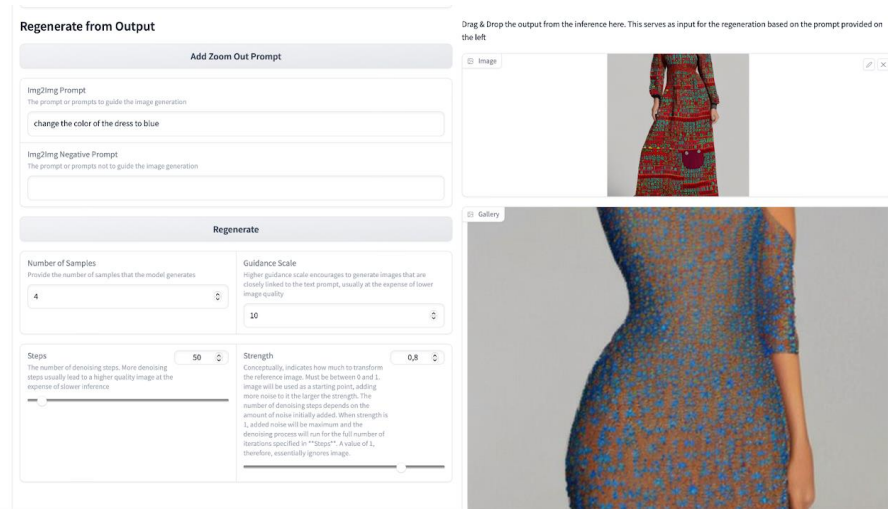 Regenerate from Output
Add Zoom Out Prompt
Img2Img Prompt
The prompt or prompts to guide the image generation
change the color of the dress to blue
Img2Img Negative Prompt
The prompt or prompts not to guide the image generation
Regenerate
Number of Samples
Provide the number of samples that the model generates
4
Guidance Scale
Higher guidance scale encourages to generate images that are
closely linked to the text prompt, usually at the expense of lower
image quality
10
Steps
50
The number of denoising steps. More denoising
steps usually lead to a higher quality image at the
expense of slower inference
Strength
0,8
Conceptually, indicates how much to transform
the reference image. Must be between 0 and 1.
image will be used as a starting point, adding
more noise to it the larger the strength. The
number of denoising steps depends on the
amount of noise initially added. When strength is
1, added noise will be maximum and the
denoising process will run for the full number of
iterations specified in **Steps**. A value of 1,
therefore, essentially ignores image.
Drag & Drop the output from the inference here. This serves as input for the regeneration based on the prompt provided on
the left
Image
Gallery